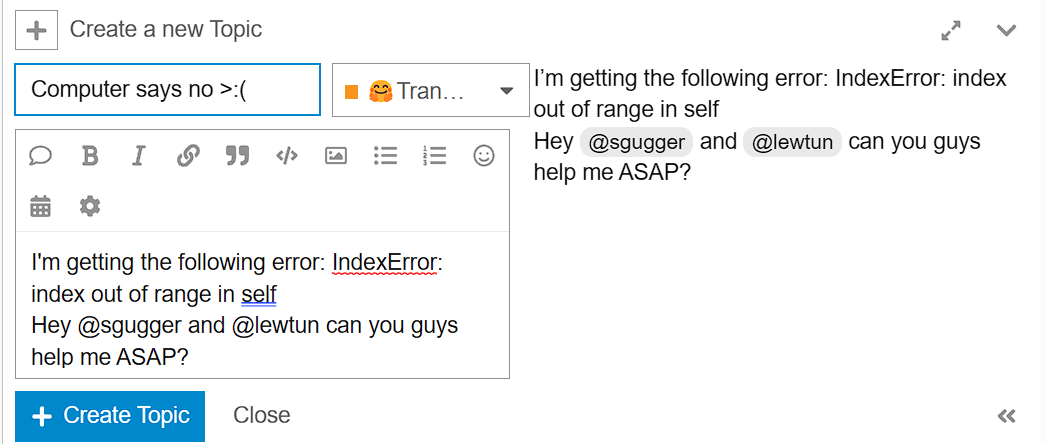 Create a new Topic
Computer says no >:(
🤗 Tran…
I'm getting the following error: IndexError:
index out of range in self
Hey @sgugger and @lewtun can you guys
help me ASAP?
I’m getting the following error: IndexError: index
out of range in self
Hey @sgugger and @lewtun can you guys
help me ASAP?
+ Create Topic
Close